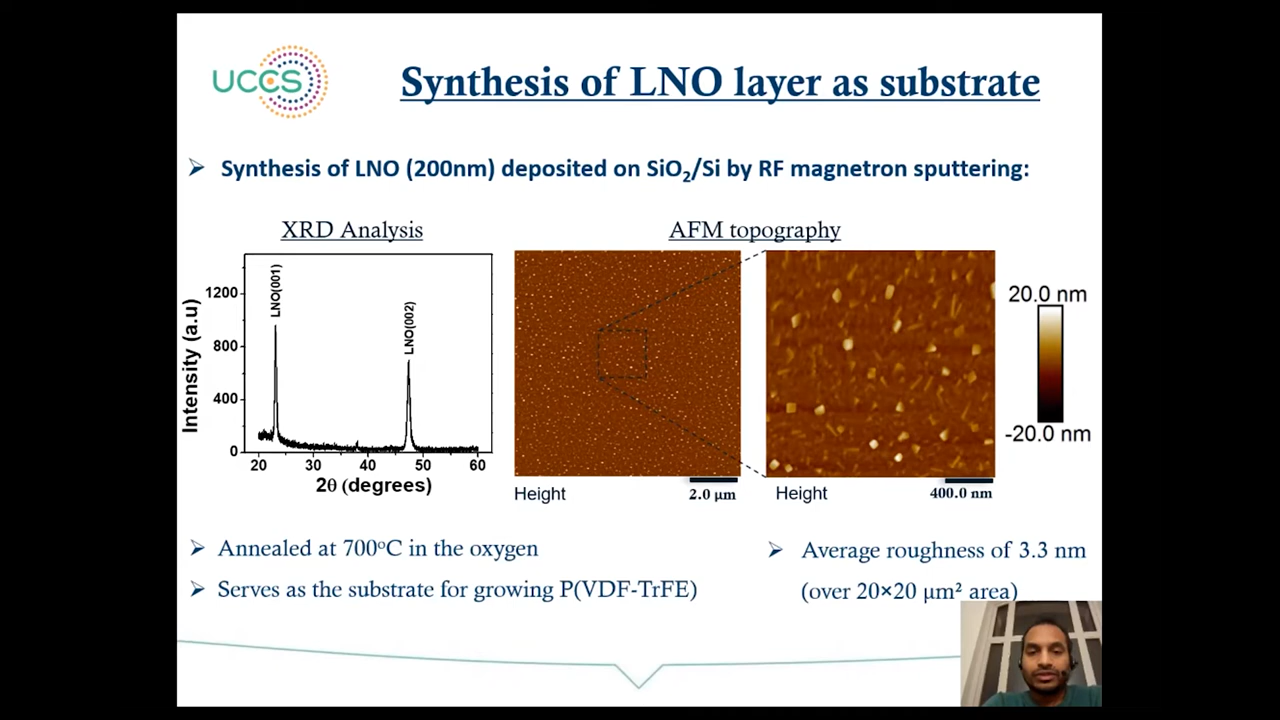 UCCS
Synthesis of LNO layer as substrate
➢ Synthesis of LNO (200nm) deposited on SiO₂/Si by RF magnetron sputtering:
XRD Analysis
AFM topography
Intensity (a.u)
1200
800
400
0
LNO(001)
LNO(002)
20 30 40 50 60
2θ (degrees)
Height
2.0 µm
Height
400.0 nm
20.0 nm
-20.0 nm
➢ Annealed at 700ᵒC in the oxygen
➢ Serves as the substrate for growing P(VDF-TrFE)
➢ Average roughness of 3.3 nm
(over 20×20 µm² area)